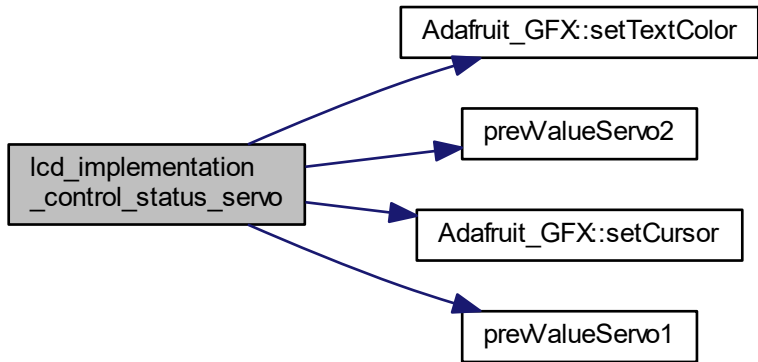 Adafruit_GFX::setTextColor
prevValueServo2
lcd_implementation
_control_status_servo
Adafruit_GFX::setCursor
prevValueServo1